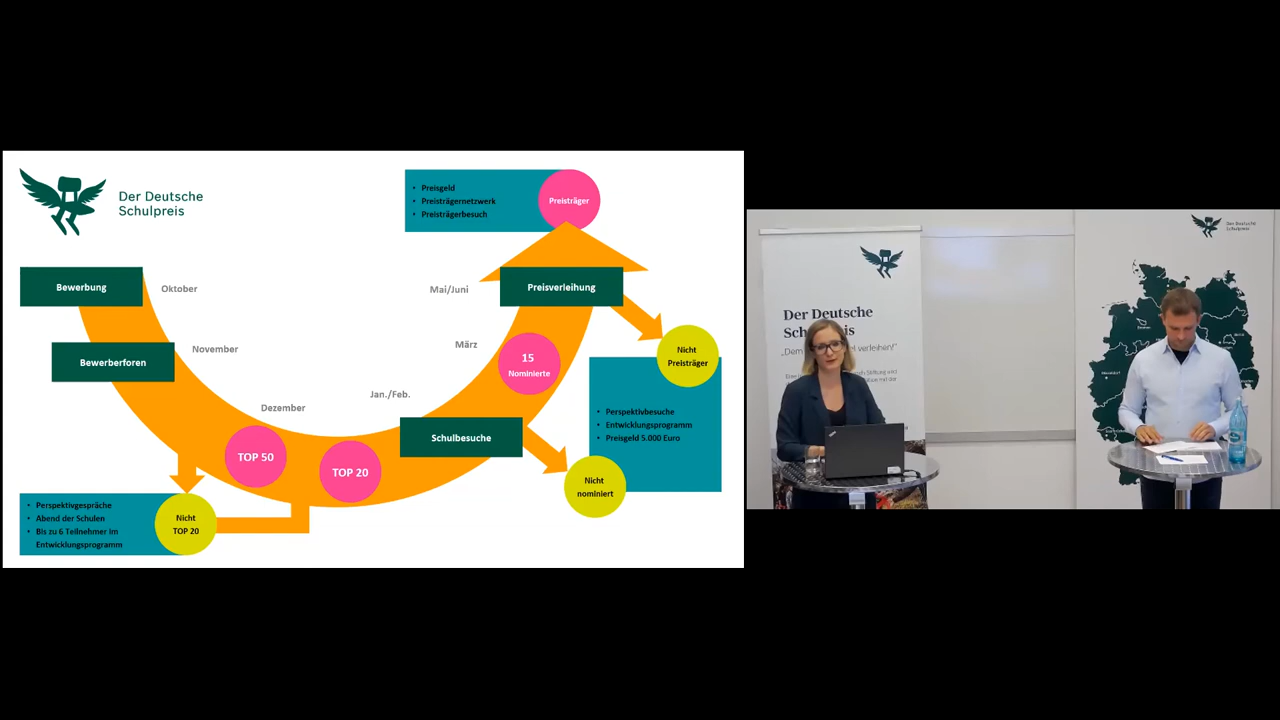 Der Deutsche
Schulpreis
Bewerbung
Oktober
Bewerberforen
November
Dezember
TOP 50
TOP 20
Jan./Feb.
Schulbesuche
März
15
Nominierte
Mai/Juni
Preisverleihung
• Preisgeld
• Preisträgernetzwerk
• Preisträgerbesuch
Preisträger
Nicht
Preisträger
• Perspektivbesuche
• Entwicklungsprogramm
• Preisgeld 5.000 Euro
Nicht
nominiert
• Perspektivgespräche
• Abend der Schulen
• Bis zu 6 Teilnehmer im
Entwicklungsprogramm
Nicht
TOP 20
Der Deutsche
verleihen!"
Der Deutsche
Schulpreis